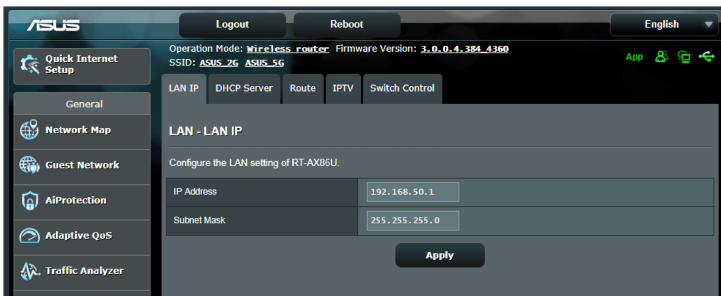 ASUS
Logout
Reboot
English
Quick Internet
Setup
General
Network Map
Guest Network
AiProtection
Adaptive QoS
Traffic Analyzer
Operation Mode: Wireless router Firmware Version: 3.0.0.4.384_4360
SSID: ASUS_2G ASUS_5G
App
LAN IP
DHCP Server
Route
IPTV
Switch Control
LAN - LAN IP
Configure the LAN setting of RT-AX86U.
IP Address
192.168.50.1
Subnet Mask
255.255.255.0
Apply